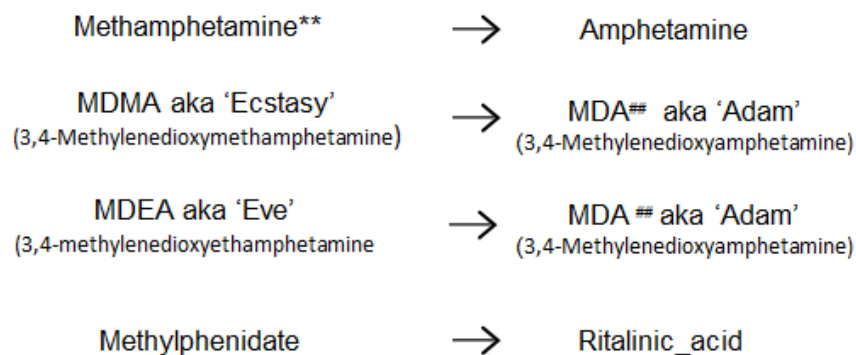 Methamphetamine** → Amphetamine
MDMA aka ‘Ecstasy’ → MDA## aka ‘Adam’
(3,4-Methylenedioxymethamphetamine) (3,4-Methylenedioxyamphetamine)
MDEA aka ‘Eve’ → MDA ## aka ‘Adam’
(3,4-methylenedioxyethamphetamine (3,4-Methylenedioxyamphetamine)
Methylphenidate → Ritalinic_acid